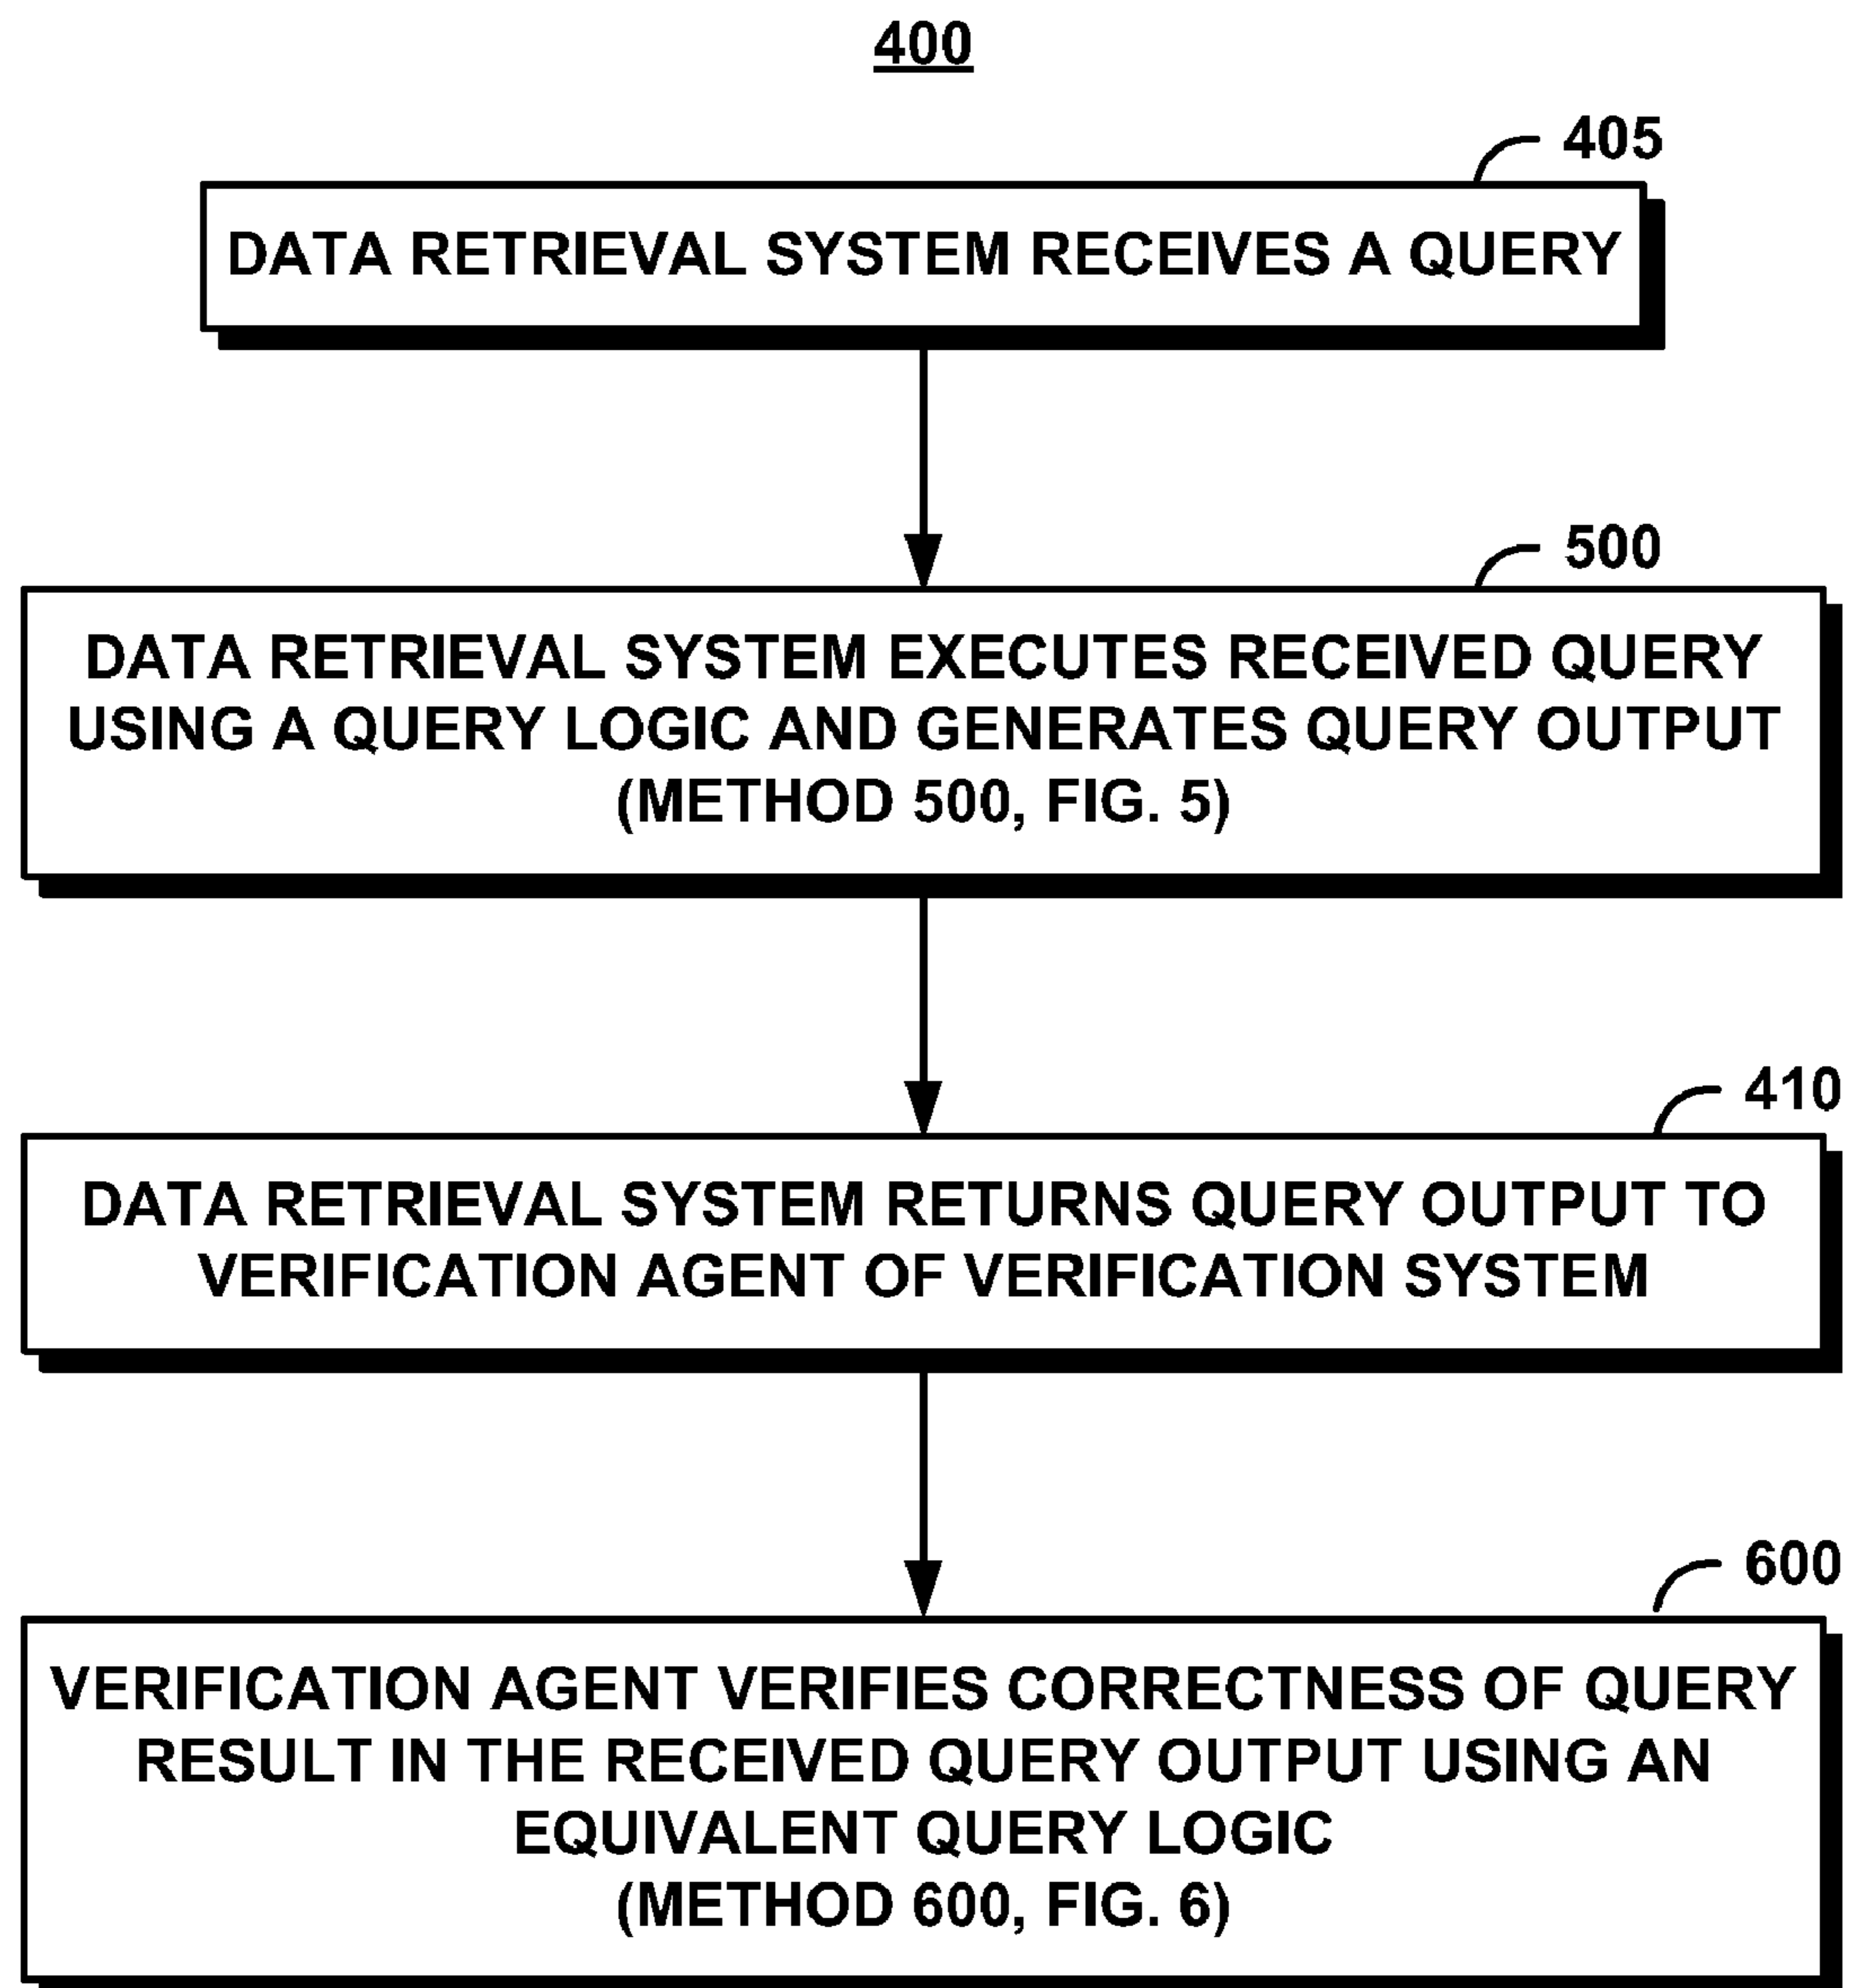 400
405
DATA RETRIEVAL SYSTEM RECEIVES A QUERY
500
DATA RETRIEVAL SYSTEM EXECUTES RECEIVED QUERY
USING A QUERY LOGIC AND GENERATES QUERY OUTPUT
(METHOD 500, FIG. 5)
410
DATA RETRIEVAL SYSTEM RETURNS QUERY OUTPUT TO
VERIFICATION AGENT OF VERIFICATION SYSTEM
600
VERIFICATION AGENT VERIFIES CORRECTNESS OF QUERY
RESULT IN THE RECEIVED QUERY OUTPUT USING AN
EQUIVALENT QUERY LOGIC
(METHOD 600, FIG. 6)